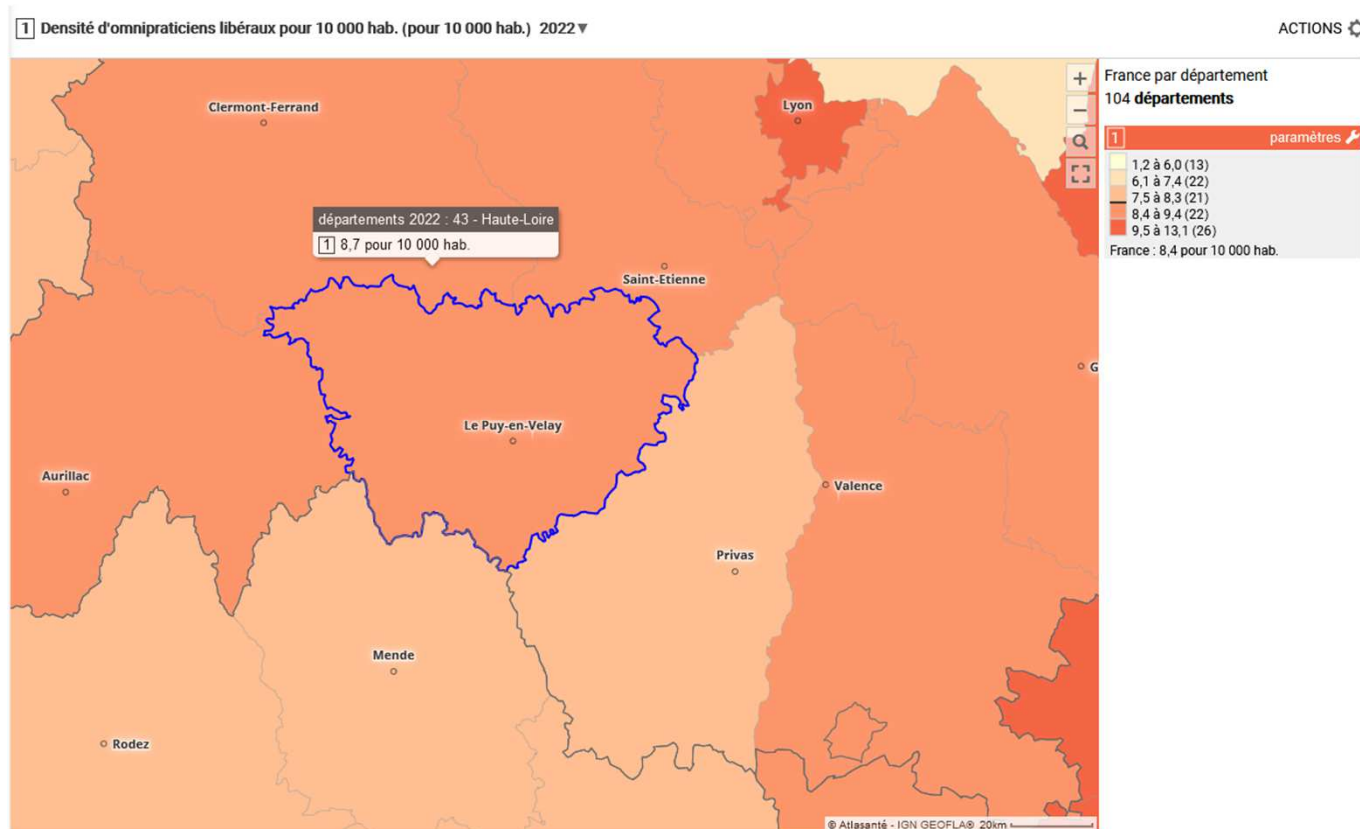 1 Densité d'omnipraticiens libéraux pour 10 000 hab. (pour 10 000 hab.) 2022▼
ACTIONS
Clermont-Ferrand
Lyon
+
−
départements 2022 : 43 - Haute-Loire
1 8,7 pour 10 000 hab.
Saint-Etienne
G
Le Puy-en-Velay
Aurillac
Valence
Privas
Mende
Rodez
© Atlasanté - IGN GEOFLA® 20km
France par département
104 départements
1 paramètres
1,2 à 6,0 (13)
6,1 à 7,4 (22)
7,5 à 8,3 (21)
8,4 à 9,4 (22)
9,5 à 13,1 (26)
France : 8,4 pour 10 000 hab.